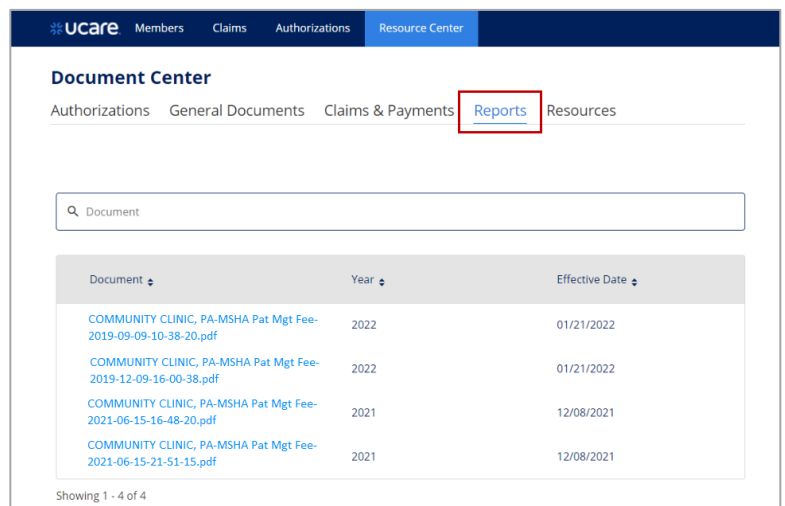 ucare. Members Claims Authorizations Resource Center
Document Center
Authorizations General Documents Claims & Payments Reports Resources
Document
Document Year Effective Date
COMMUNITY CLINIC, PA-MSHA Pat Mgt Fee-
2019-09-09-10-38-20.pdf 2022 01/21/2022
COMMUNITY CLINIC, PA-MSHA Pat Mgt Fee-
2019-12-09-16-00-38.pdf 2022 01/21/2022
COMMUNITY CLINIC, PA-MSHA Pat Mgt Fee-
2021-06-15-16-48-20.pdf 2021 12/08/2021
COMMUNITY CLINIC, PA-MSHA Pat Mgt Fee-
2021-06-15-21-51-15.pdf 2021 12/08/2021
Showing 1 - 4 of 4